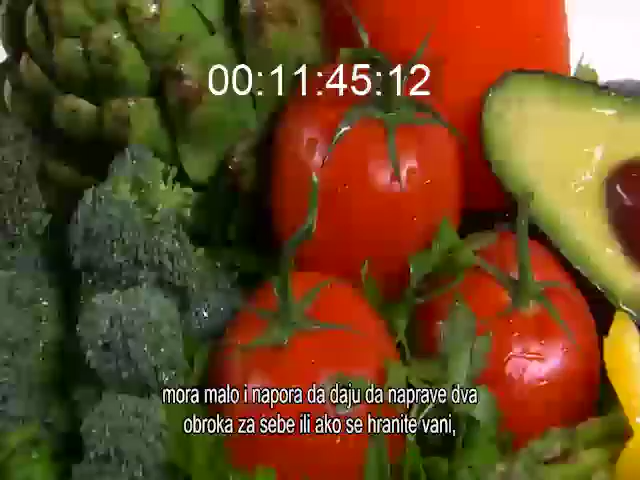 00:11:45:12
mora malo i napora da daju da naprave dva
obroka za sebe ili ako se hranite vani,